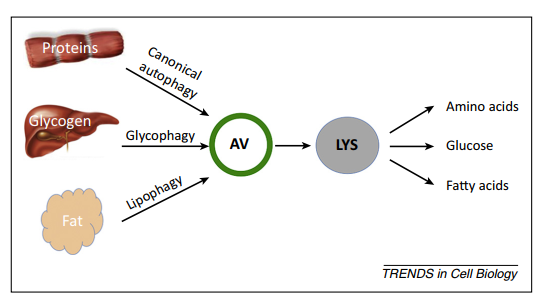 Proteins
Canonical
autophagy
Glycogen
Glycophagy
Fat
Lipophagy
AV
LYS
Amino acids
Glucose
Fatty acids
TRENDS in Cell Biology